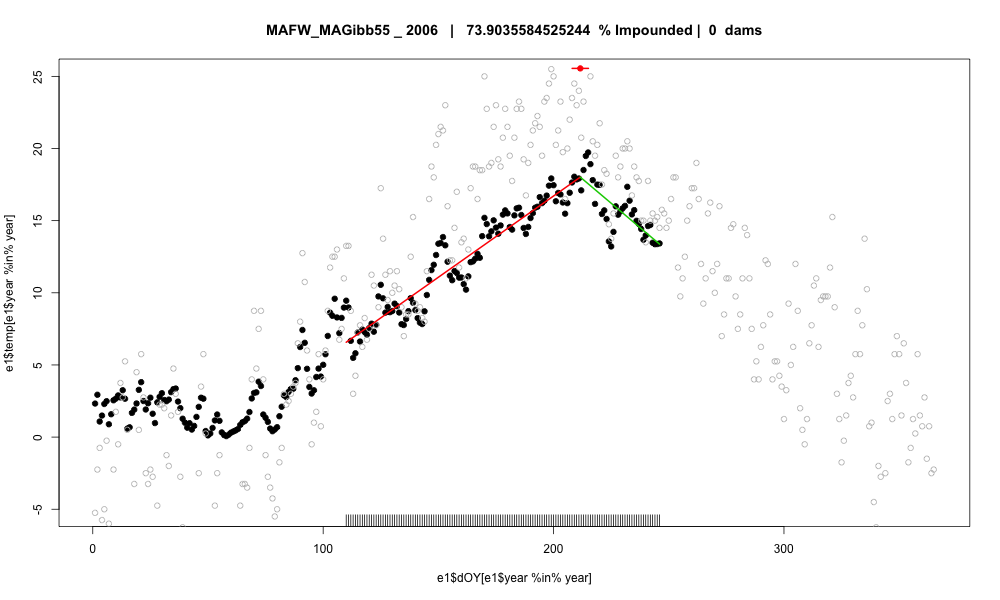 MAFW_MAGibb55 _ 2006 | 73.9035584525244 % Impounded | 0 dams
e1$temp[e1$year %in% year]
25
20
15
10
5
0
-5
0 100 200 300
e1$dOY[e1$year %in% year]